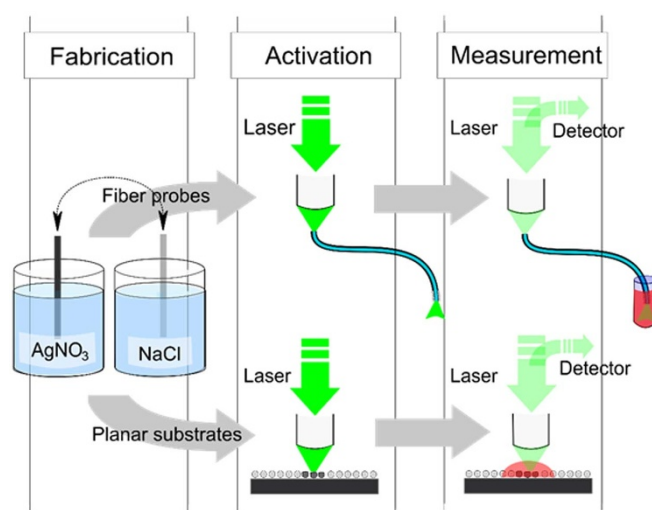 Fabrication
Activation
Measurement
Laser
Laser
Detector
Fiber probes
AgNO₃
NaCl
Laser
Laser
Detector
Planar substrates